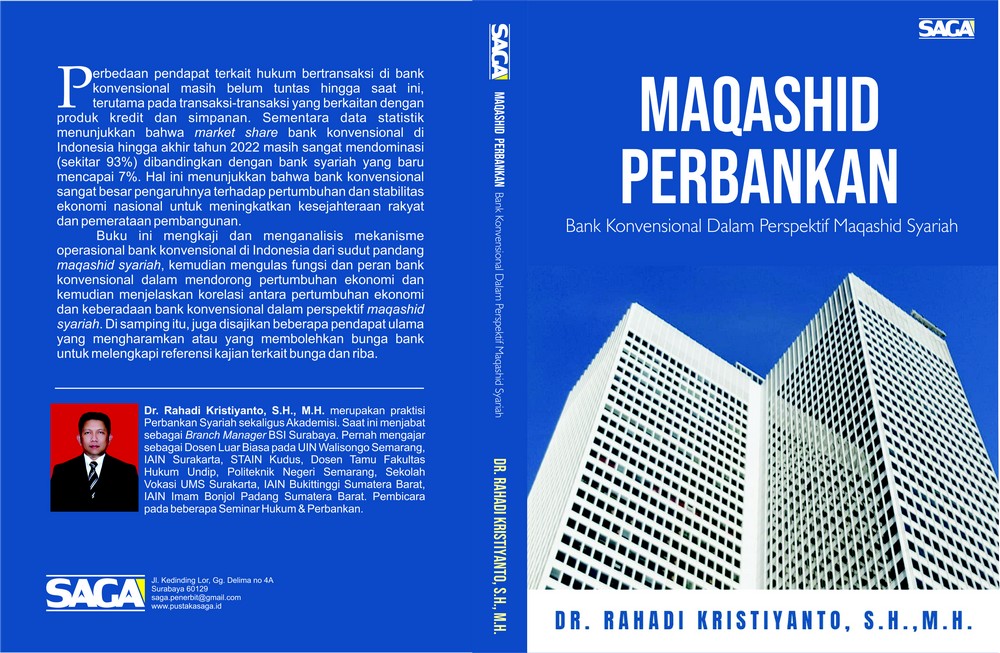 Perbedaan pendapat terkait hukum bertransaksi di bank
konvensional masih belum tuntas hingga saat ini,
terutama pada transaksi-transaksi yang berkaitan dengan
produk kredit dan simpanan. Sementara data statistik
menunjukkan bahwa market share bank konvensional di
Indonesia hingga akhir tahun 2022 masih sangat mendominasi
(sekitar 93%) dibandingkan dengan bank syariah yang baru
mencapai 7%. Hal ini menunjukkan bahwa bank konvensional
sangat besar pengaruhnya terhadap pertumbuhan dan stabilitas
ekonomi nasional untuk meningkatkan kesejahteraan rakyat
dan pemerataan pembangunan.
Buku ini mengkaji dan menganalisis mekanisme
operasional bank konvensional di Indonesia dari sudut pandang
maqashid syariah, kemudian mengulas fungsi dan peran bank
konvensional dalam mendorong pertumbuhan ekonomi dan
kemudian menjelaskan korelasi antara pertumbuhan ekonomi
dan keberadaan bank konvensional dalam perspektif maqashid
syariah. Di samping itu, juga disajikan beberapa pendapat ulama
yang mengharamkan atau yang membolehkan bunga bank
untuk melengkapi referensi kajian terkait bunga dan riba.
Dr. Rahadi Kristiyanto, S.H., M.H. merupakan praktisi
Perbankan Syariah sekaligus Akademisi. Saat ini menjabat
sebagai Branch Manager BSI Surabaya. Pernah mengajar
sebagai Dosen Luar Biasa pada UIN Walisongo Semarang,
IAIN Surakarta, STAIN Kudus, Dosen Tamu Fakultas
Hukum Undip, Politeknik Negeri Semarang, Sekolah
Vokasi UMS Surakarta, IAIN Bukittinggi Sumatera Barat,
IAIN Imam Bonjol Padang Sumatera Barat. Pembicara
pada beberapa Seminar Hukum & Perbankan.
SAGA
Jl. Kedinding Lor, Gg. Delima no 4A
Surabaya 60129
saga.penerbit@gmail.com
www.pustakasaga.id
SAGA
MAQASHID PERBANKAN Bank Konvensional Dalam Perspektif Maqashid Syariah
DR. RAHADI KRISTIYANTO, S.H., M.H.
SAGA
MAQASHID
PERBANKAN
Bank Konvensional Dalam Perspektif Maqashid Syariah
DR. RAHADI KRISTIYANTO, S.H.,M.H.